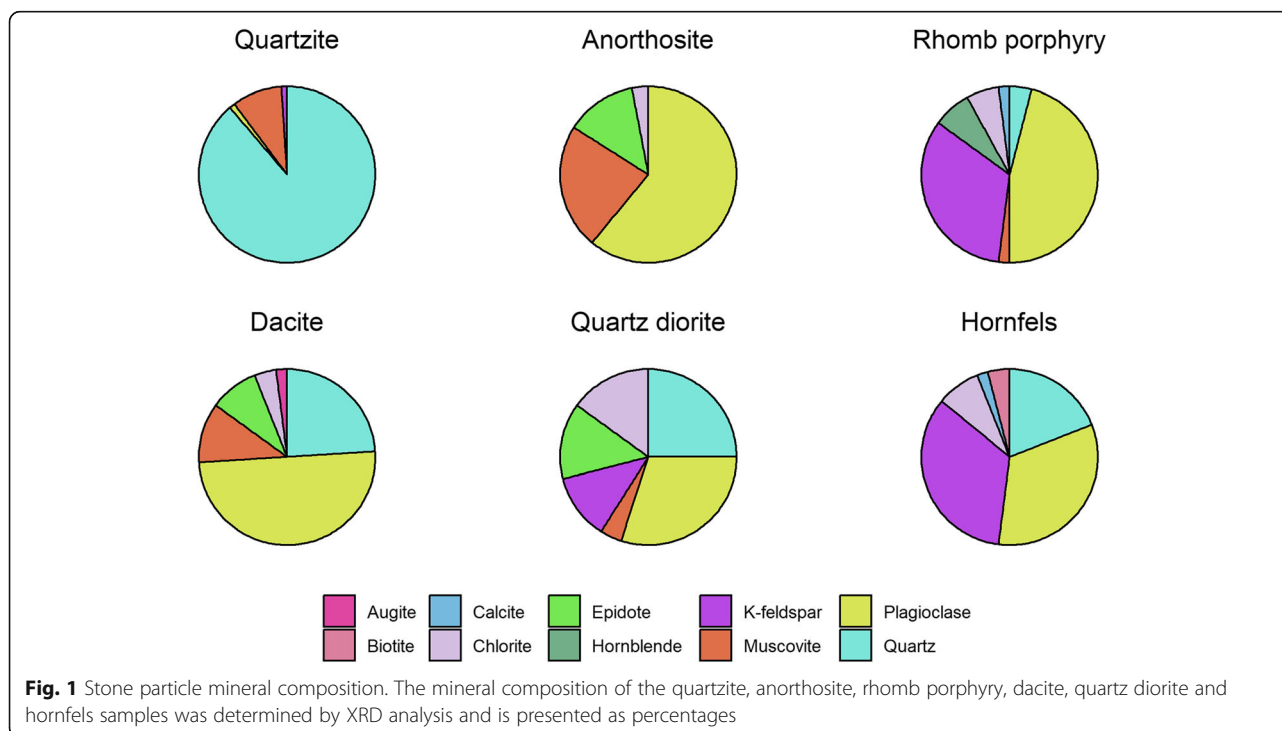 Quartzite
Anorthosite
Rhomb porphyry
Dacite
Quartz diorite
Hornfels
Augite
Calcite
Epidote
K-feldspar
Plagioclase
Biotite
Chlorite
Hornblende
Muscovite
Quartz
Fig. 1 Stone particle mineral composition. The mineral composition of the quartzite, anorthosite, rhomb porphyry, dacite, quartz diorite and
hornfels samples was determined by XRD analysis and is presented as percentages